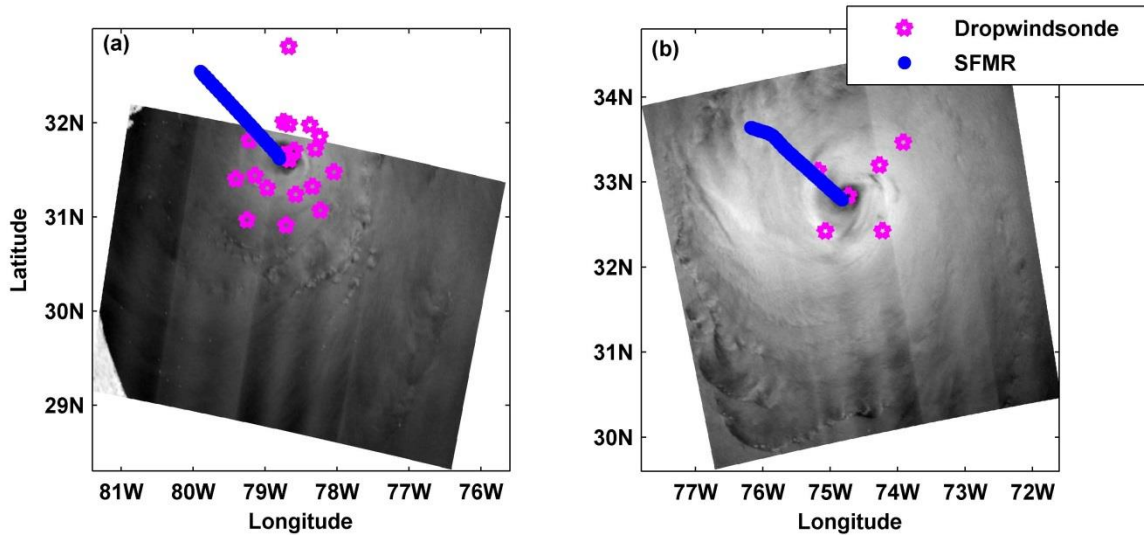 (a)
32N
31N
30N
29N
Latitude
81W 80W 79W 78W 77W 76W
Longitude
(b)
Dropwindsonde
SFMR
34N
33N
32N
31N
30N
77W 76W 75W 74W 73W 72W
Longitude